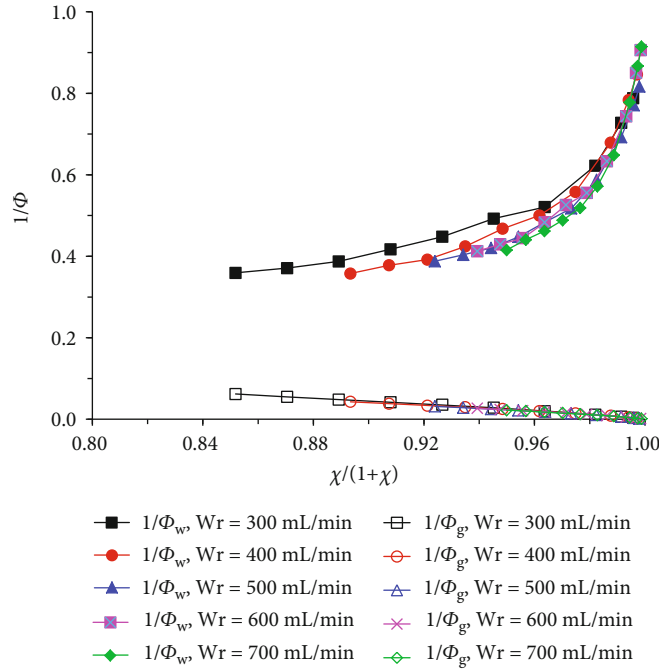 1.0
0.8
0.6
0.4
0.2
0.0
1/Φ
0.80
0.84
0.88
0.92
0.96
1.00
χ/(1+χ)
1/Φw, Wr = 300 mL/min
1/Φg, Wr = 300 mL/min
1/Φw, Wr = 400 mL/min
1/Φg, Wr = 400 mL/min
1/Φw, Wr = 500 mL/min
1/Φg, Wr = 500 mL/min
1/Φw, Wr = 600 mL/min
1/Φg, Wr = 600 mL/min
1/Φw, Wr = 700 mL/min
1/Φg, Wr = 700 mL/min